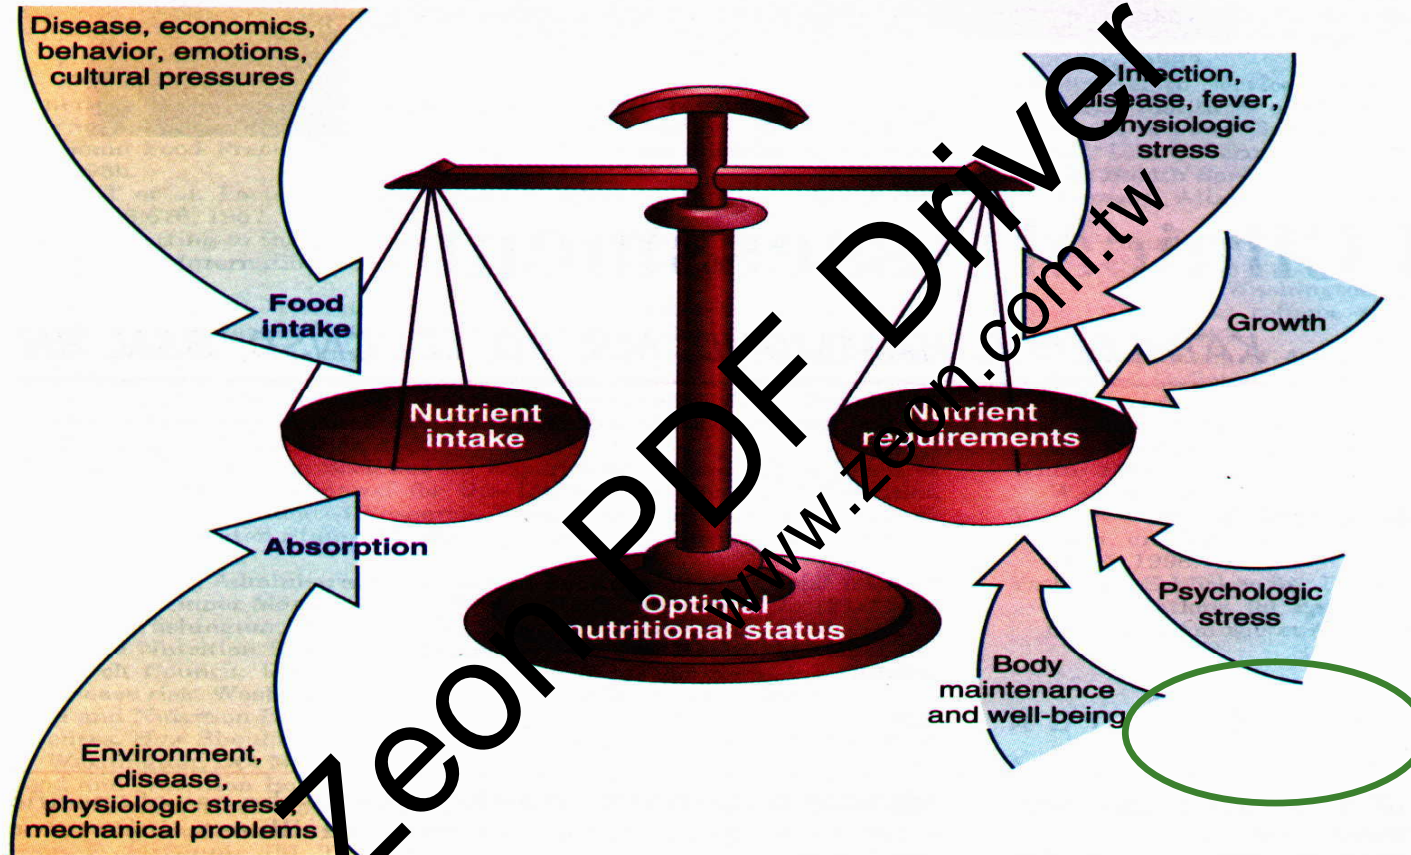 Disease, economics,
behavior, emotions,
cultural pressures
Infection,
disease, fever,
physiologic
stress
Food
intake
Growth
Nutrient
intake
Nutrient
requirements
Absorption
Psychologic
stress
Optimal
nutritional status
Body
maintenance
and well-being
Environment,
disease,
physiologic stress,
mechanical problems
Zeon PDF Driver
www.zeon.com.tw